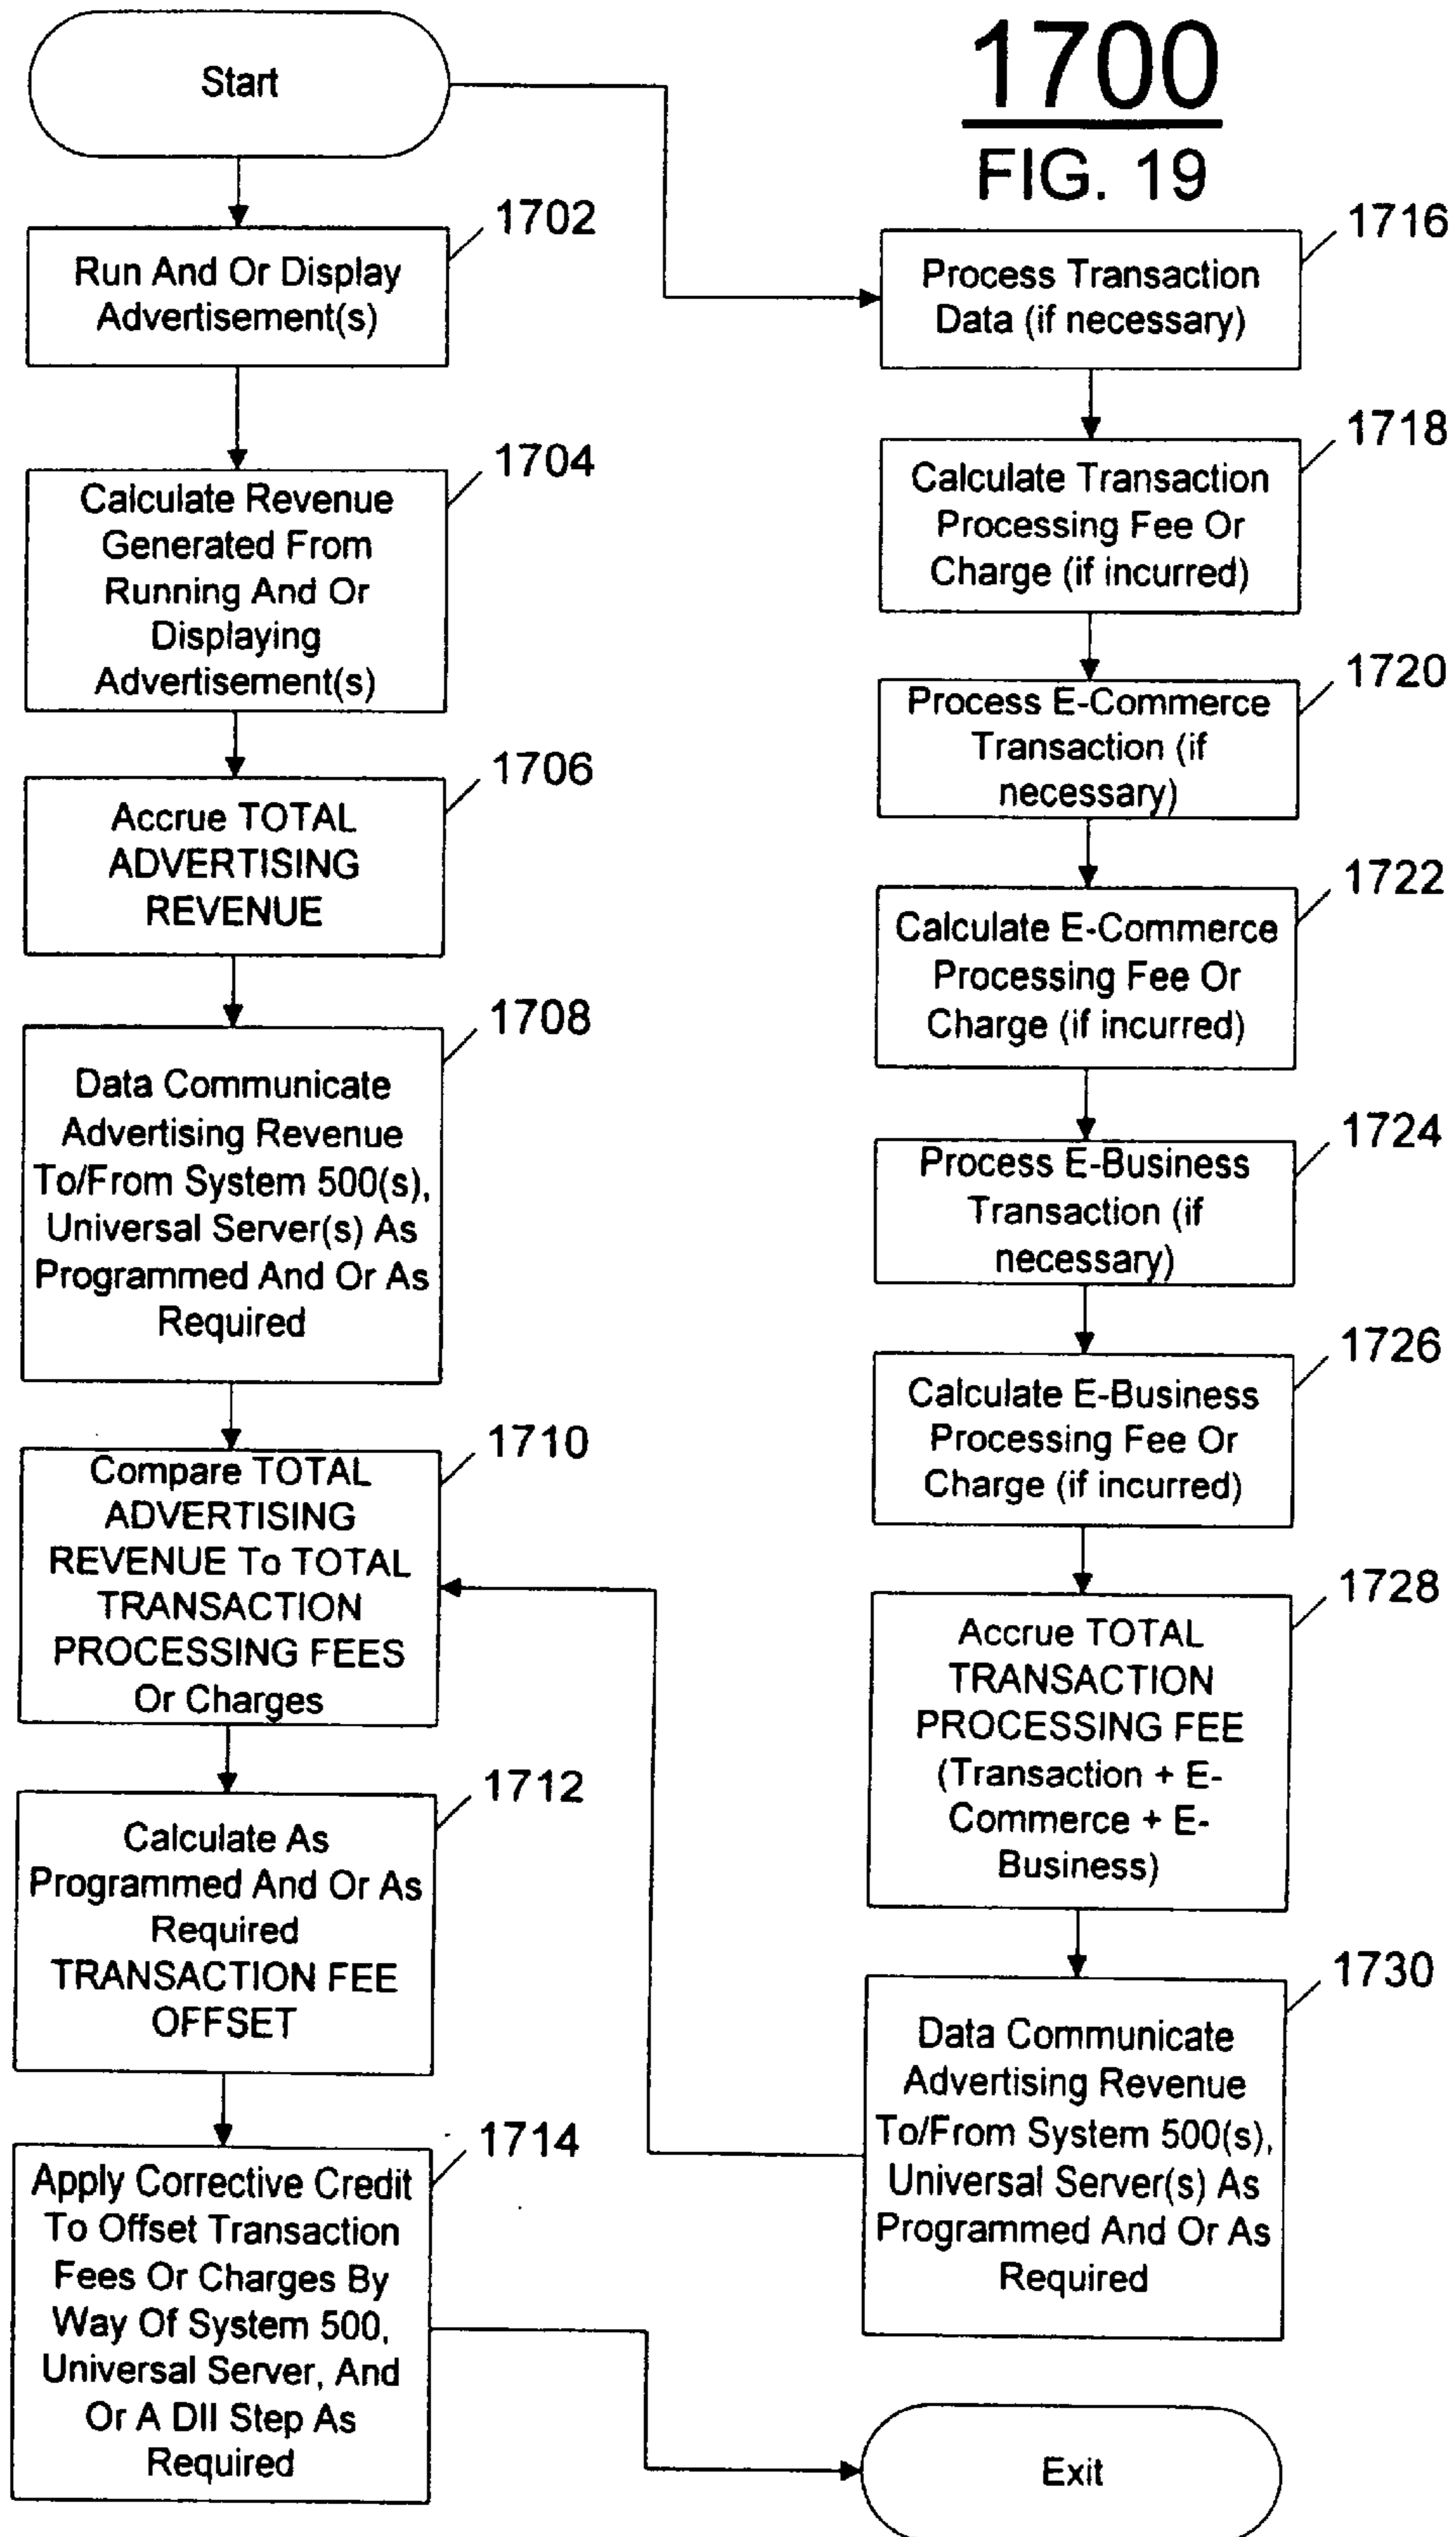 1700
FIG. 19
Start
1702
Run And Or Display
Advertisement(s)
1704
Calculate Revenue
Generated From
Running And Or
Displaying
Advertisement(s)
1706
Accrue TOTAL
ADVERTISING
REVENUE
1708
Data Communicate
Advertising Revenue
To/From System 500(s),
Universal Server(s) As
Programmed And Or As
Required
1710
Compare TOTAL
ADVERTISING
REVENUE To TOTAL
TRANSACTION
PROCESSING FEES
Or Charges
1712
Calculate As
Programmed And Or As
Required
TRANSACTION FEE
OFFSET
1714
Apply Corrective Credit
To Offset Transaction
Fees Or Charges By
Way Of System 500,
Universal Server, And
Or A DII Step As
Required
1716
Process Transaction
Data (if necessary)
1718
Calculate Transaction
Processing Fee Or
Charge (if incurred)
1720
Process E-Commerce
Transaction (if
necessary)
1722
Calculate E-Commerce
Processing Fee Or
Charge (if incurred)
1724
Process E-Business
Transaction (if
necessary)
1726
Calculate E-Business
Processing Fee Or
Charge (if incurred)
1728
Accrue TOTAL
TRANSACTION
PROCESSING FEE
(Transaction + E-
Commerce + E-
Business)
1730
Data Communicate
Advertising Revenue
To/From System 500(s),
Universal Server(s) As
Programmed And Or As
Required
Exit